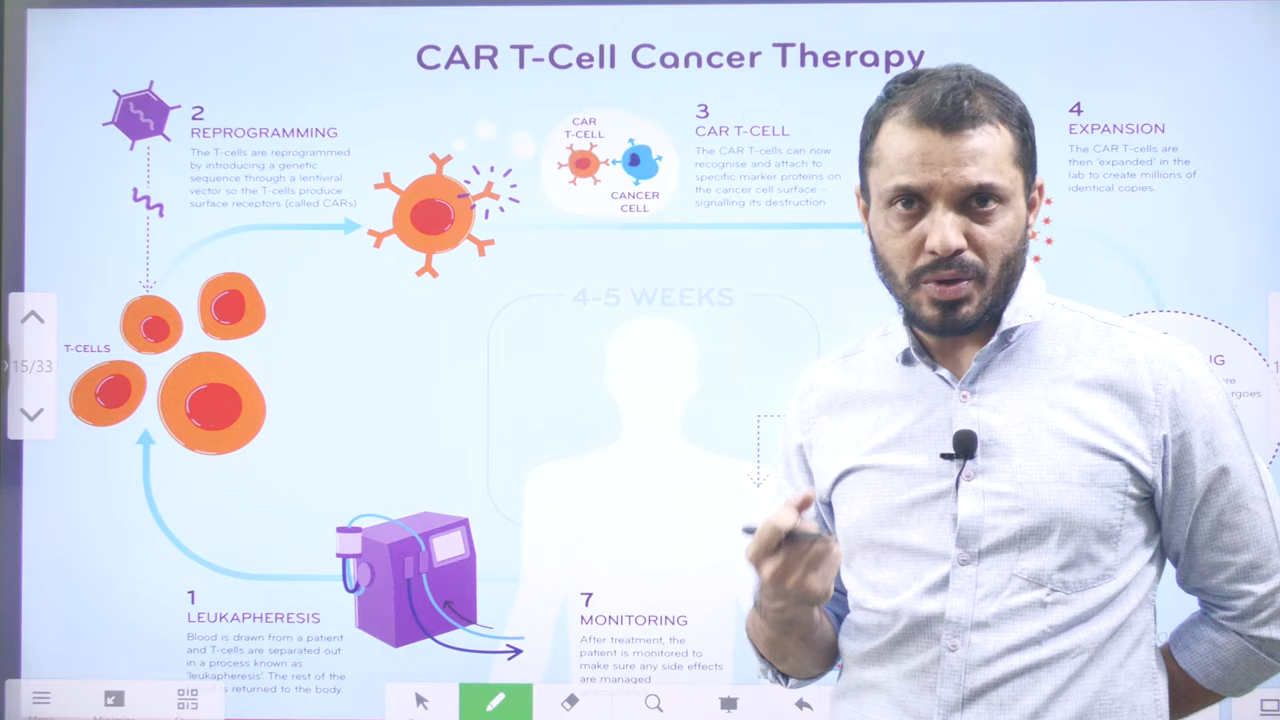 CAR T-Cell Cancer Therapy
2
REPROGRAMMING
The T-cells are reprogrammed
by introducing a genetic
sequence through a lentiviral
vector so the T-cells produce
surface receptors (called CARs)
CAR
T-CELL
CANCER
CELL
3
CAR T-CELL
The CAR T-cells can now
recognise and attach to
specific marker proteins on
the cancer cell surface –
signalling its destruction
4
EXPANSION
The CAR T-cells are
then 'expanded' in the
lab to create millions of
identical copies.
4-5 WEEKS
T-CELLS
15/33
1
LEUKAPHERESIS
Blood is drawn from a patient
and T-cells are separated out
in a process known as
'leukapheresis'. The rest of the
is returned to the body.
7
MONITORING
After treatment, the
patient is monitored to
make sure any side effects
are managed